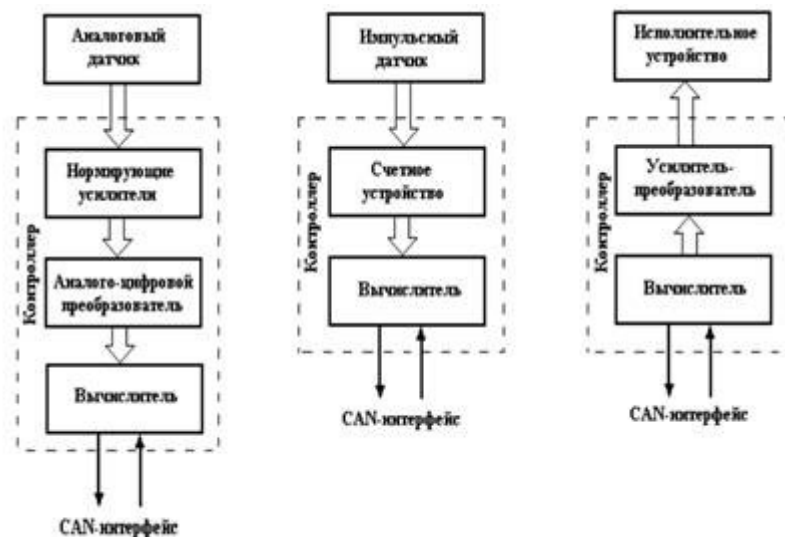 Аналоговый
датчик
Контроллер
Нормирующие
усилители
Аналого-цифровой
преобразователь
Вычислитель
CAN-интерфейс
Импульсный
датчик
Контроллер
Счетное
устройство
Вычислитель
CAN-интерфейс
Исполнительное
устройство
Контроллер
Усилитель-
преобразователь
Вычислитель
CAN-интерфейс